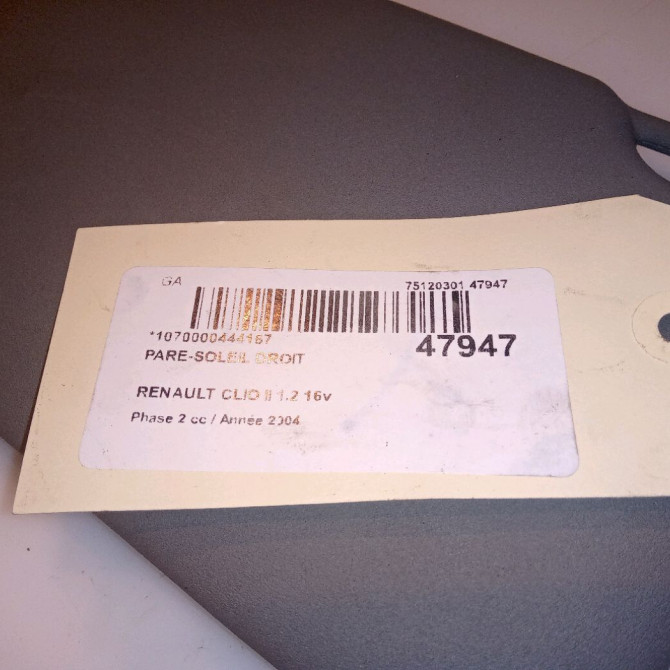 GA 75120301 47947
*1070000444167
47947
PARE-SOLEIL DROIT
RENAULT CLIO II 1.2 16v
Phase 2 cc / Année 2004